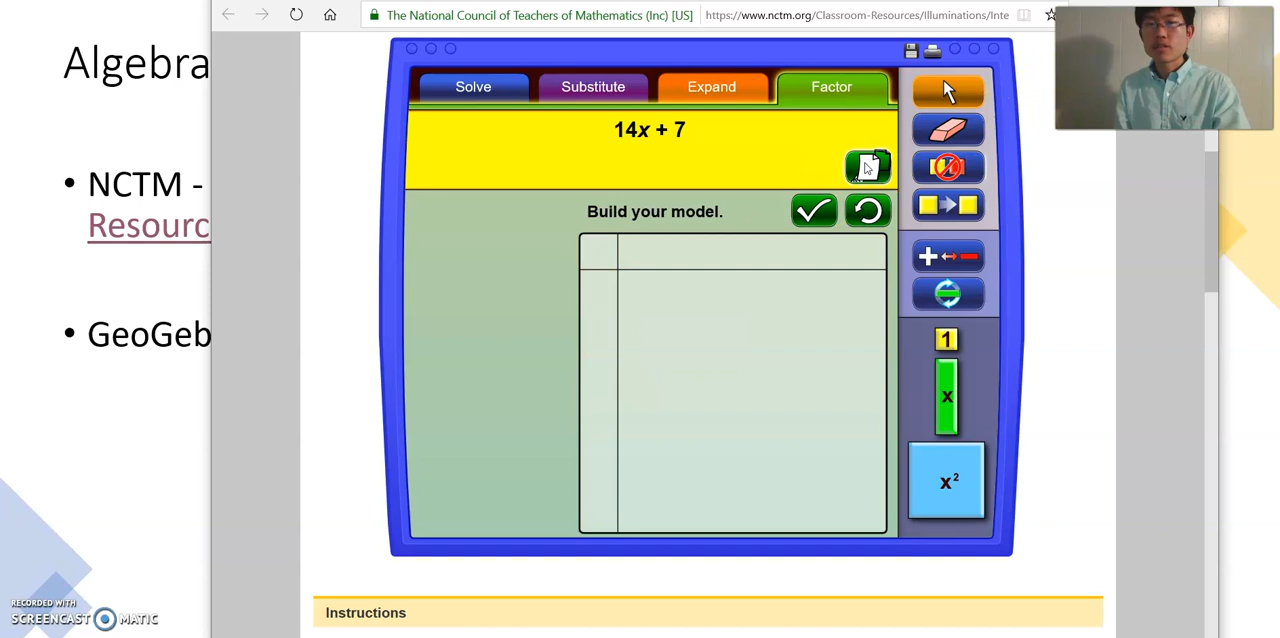 The National Council of Teachers of Mathematics (Inc) [US]
https://www.nctm.org/Classroom-Resources/Illuminations/Inte
Algebra
• NCTM -
Resourc
• GeoGeb
Solve
Substitute
Expand
Factor
14x + 7
Build your model.
1
x
x²
Instructions
RECORDED WITH
SCREENCAST MATIC